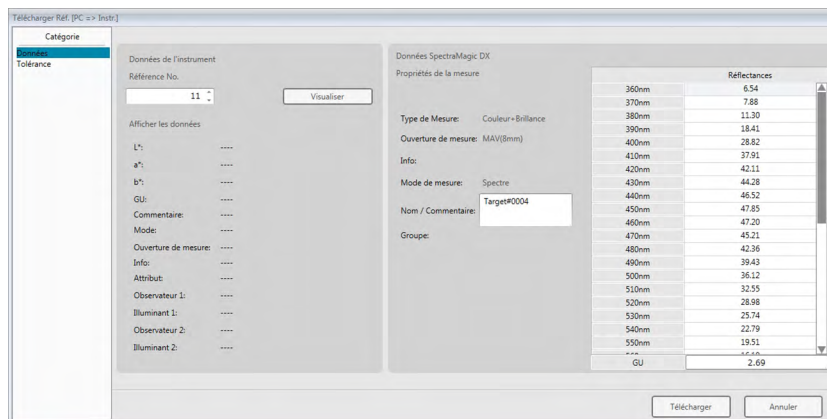 Télécharger Réf. [PC => Instr.]
Catégorie
Données
Tolérance
Données de l'instrument
Référence No.
11
Visualiser
Afficher les données
L*: ----
a*: ----
b*: ----
GU: ----
Commentaire: ----
Mode: ----
Ouverture de mesure: ----
Info: ----
Attribut: ----
Observateur 1: ----
Illuminant 1: ----
Observateur 2: ----
Illuminant 2: ----
Données SpectraMagic DX
Propriétés de la mesure
Type de Mesure: Couleur+Brillance
Ouverture de mesure: MAV(8mm)
Info:
Mode de mesure: Spectre
Nom / Commentaire: Target#0004
Groupe:
Réflectances
360nm 6.54
370nm 7.88
380nm 11.30
390nm 18.41
400nm 28.82
410nm 37.91
420nm 42.11
430nm 44.28
440nm 46.52
450nm 47.85
460nm 47.20
470nm 45.21
480nm 42.36
490nm 39.43
500nm 36.12
510nm 32.55
520nm 28.98
530nm 25.74
540nm 22.79
550nm 19.51
GU 2.69
Télécharger
Annuler